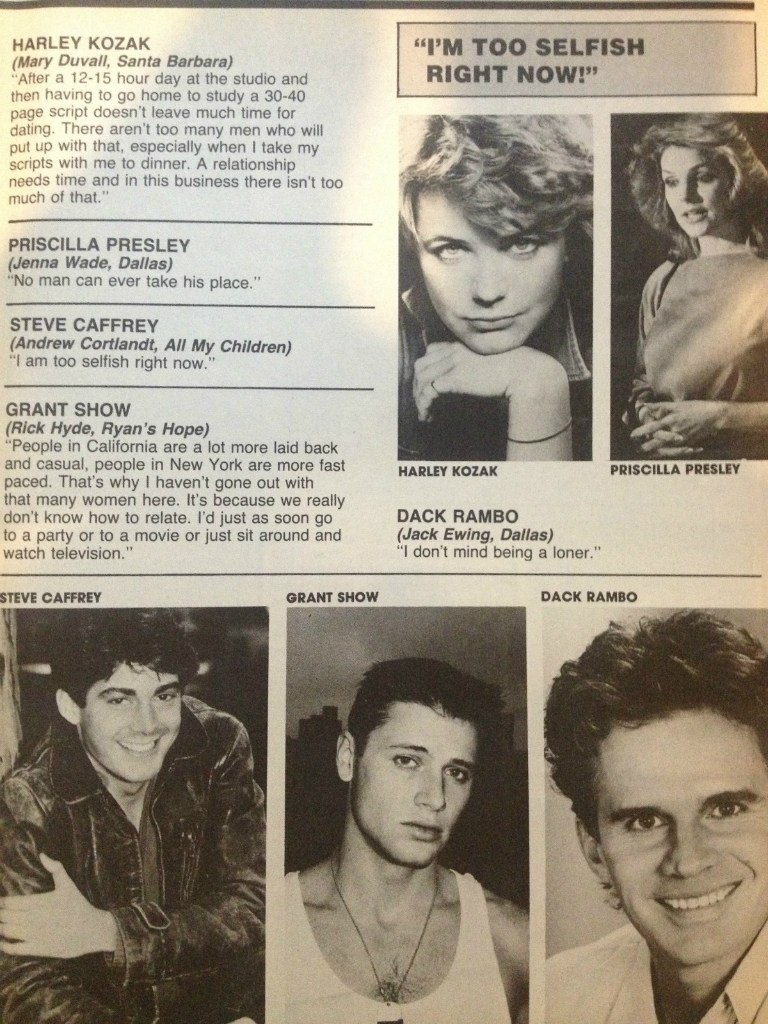 HARLEY KOZAK
(Mary Duvall, Santa Barbara)
“After a 12-15 hour day at the studio and
then having to go home to study a 30-40
page script doesn’t leave much time for
dating. There aren’t too many men who will
put up with that, especially when I take my
scripts with me to dinner. A relationship
needs time and in this business there isn’t too
much of that.”
PRISCILLA PRESLEY
(Jenna Wade, Dallas)
“No man can ever take his place.”
STEVE CAFFREY
(Andrew Cortlandt, All My Children)
“I am too selfish right now.”
GRANT SHOW
(Rick Hyde, Ryan’s Hope)
“People in California are a lot more laid back
and casual, people in New York are more fast
paced. That’s why I haven’t gone out with
that many women here. It’s because we really
don’t know how to relate. I’d just as soon go
to a party or to a movie or just sit around and
watch television.”
“I’M TOO SELFISH
RIGHT NOW!”
HARLEY KOZAK
PRISCILLA PRESLEY
DACK RAMBO
(Jack Ewing, Dallas)
“I don’t mind being a loner.”
STEVE CAFFREY
GRANT SHOW
DACK RAMBO